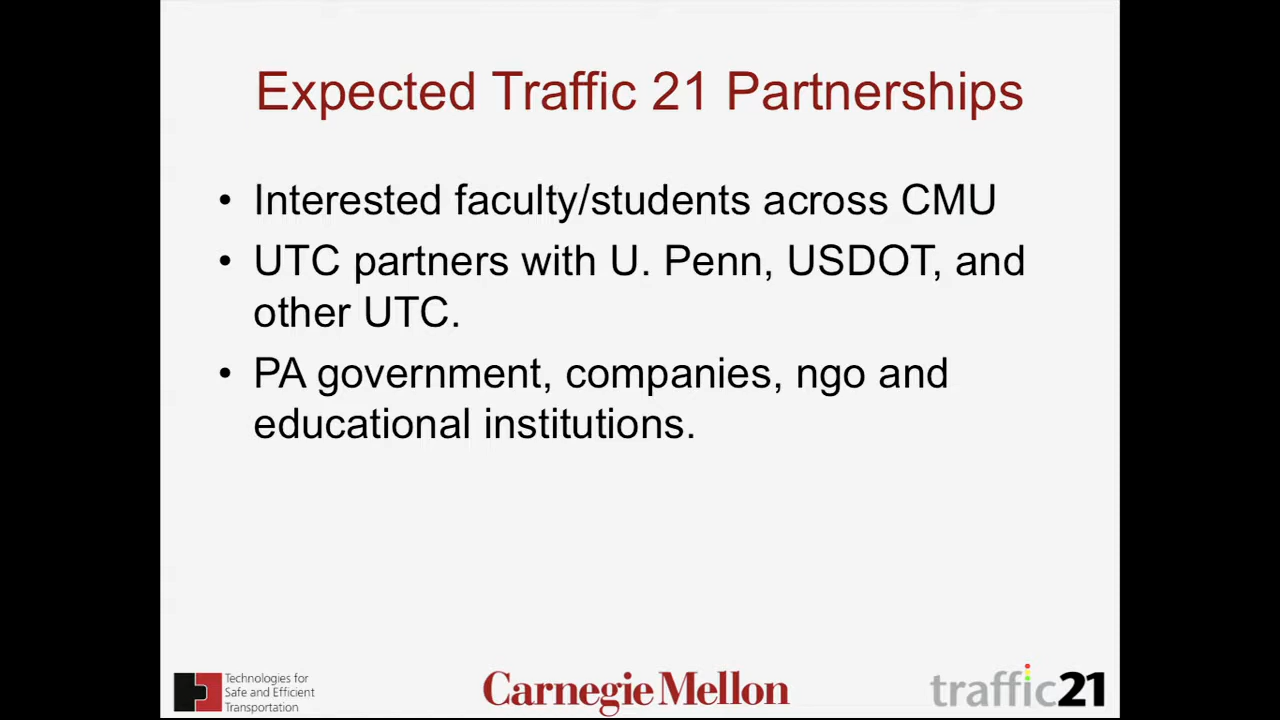 Expected Traffic 21 Partnerships
• Interested faculty/students across CMU
• UTC partners with U. Penn, USDOT, and
other UTC.
• PA government, companies, ngo and
educational institutions.
Technologies for
Safe and Efficient
Transportation
Carnegie Mellon
traffic21